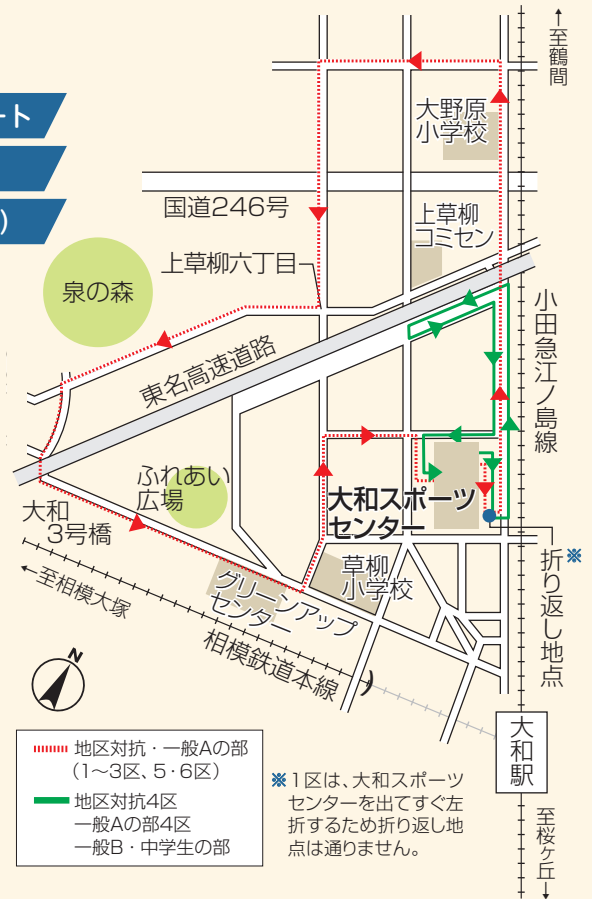 ート
)
↑至鶴間
大野原
小学校
国道246号
上草柳
コミセン
上草柳六丁目
泉の森
東名高速道路
小田急江ノ島線
ふれあい
広場
大和スポーツ
センター
大和
3号橋
草柳
小学校
※
折り返し地点
←至相模大塚
グリーンアップ
センター
相模鉄道本線
N
大和駅
地区対抗・一般Aの部
(1〜3区、5・6区)
地区対抗4区
一般Aの部4区
一般B・中学生の部
※1区は、大和スポーツ
センターを出てすぐ左
折するため折り返し地
点は通りません。
至桜ヶ丘↓